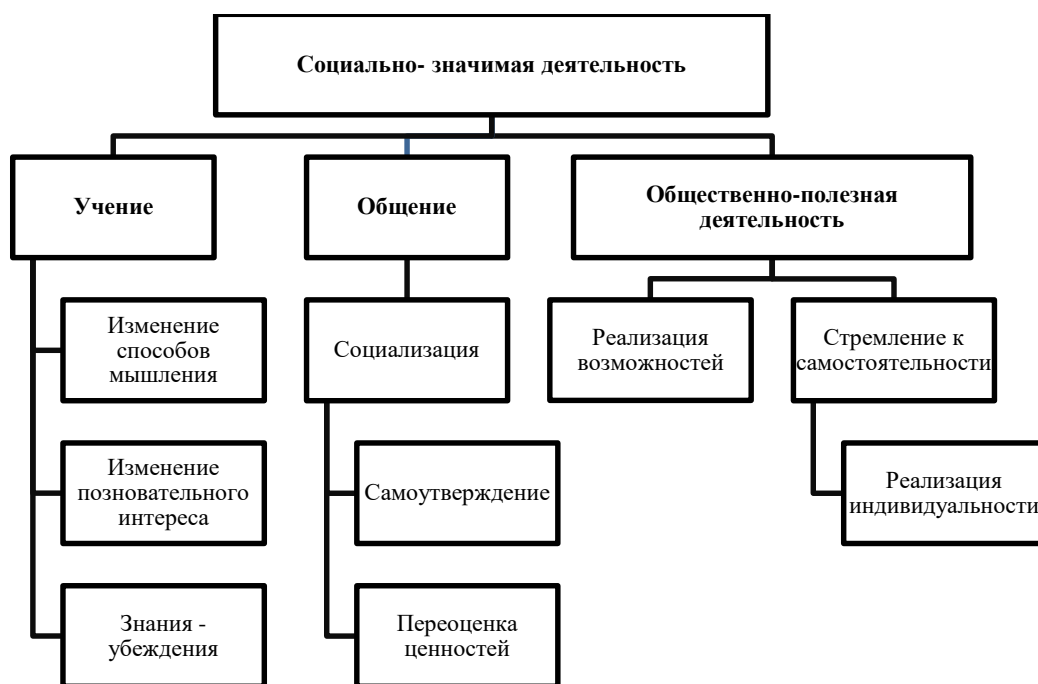 Социально- значимая деятельность
Учение
Общение
Общественно-полезная
деятельность
Изменение
способов
мышления
Социализация
Реализация
возможностей
Стремление к
самостоятельности
Изменение
позновательного
интереса
Самоутверждение
Реализация
индивидуальности
Знания -
убеждения
Переоценка
ценностей